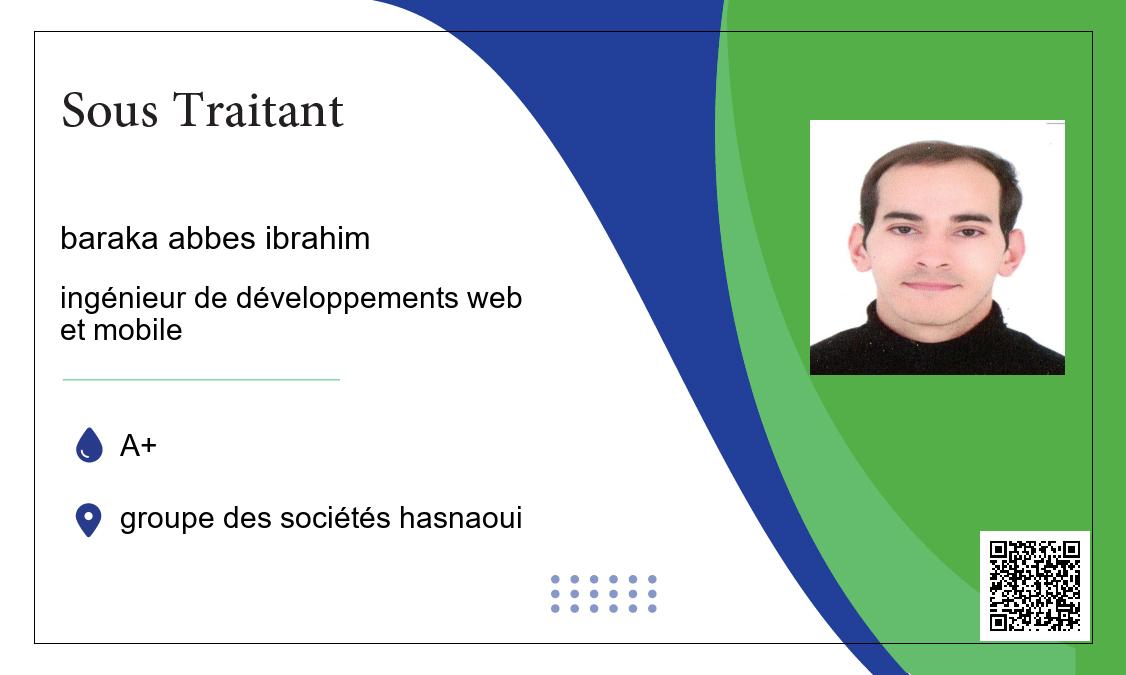 Sous Traitant
baraka abbes ibrahim
ingénieur de développements web
et mobile
A+
groupe des sociétés hasnaoui